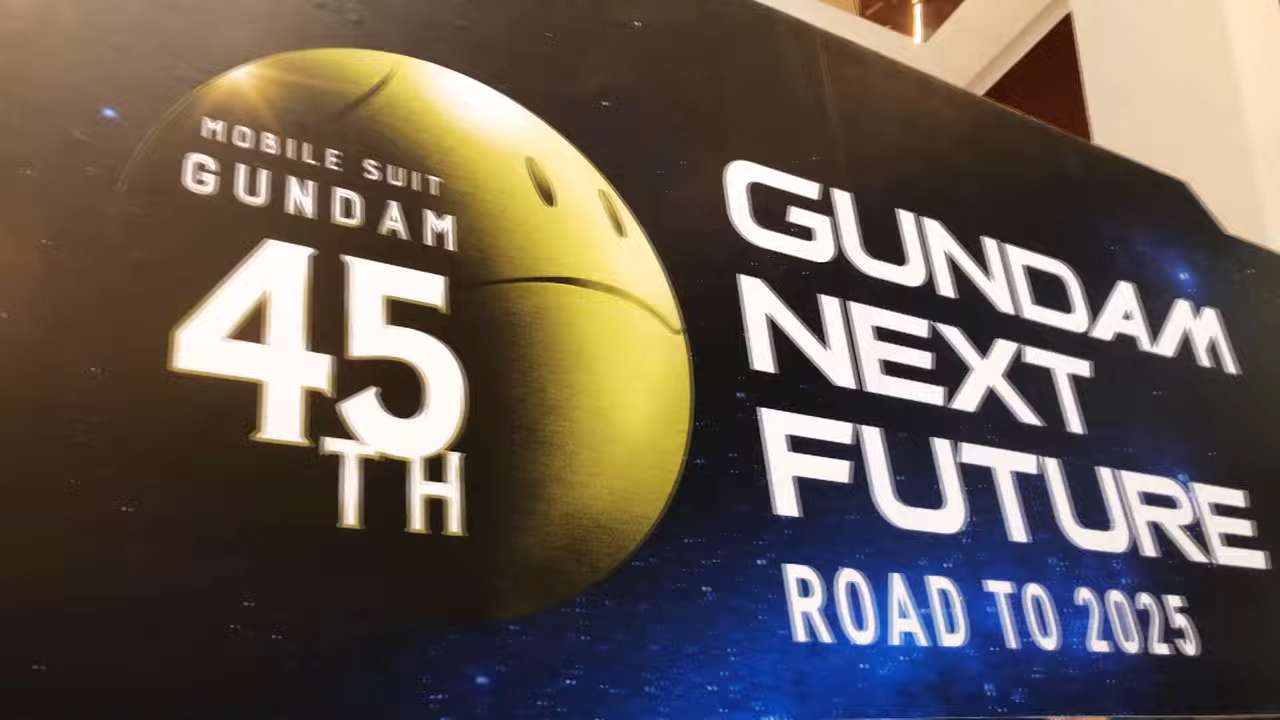 MOBILE SUIT
GUNDAM
45
TH
GUNDAM
NEXT
FUTURE
ROAD TO 2025